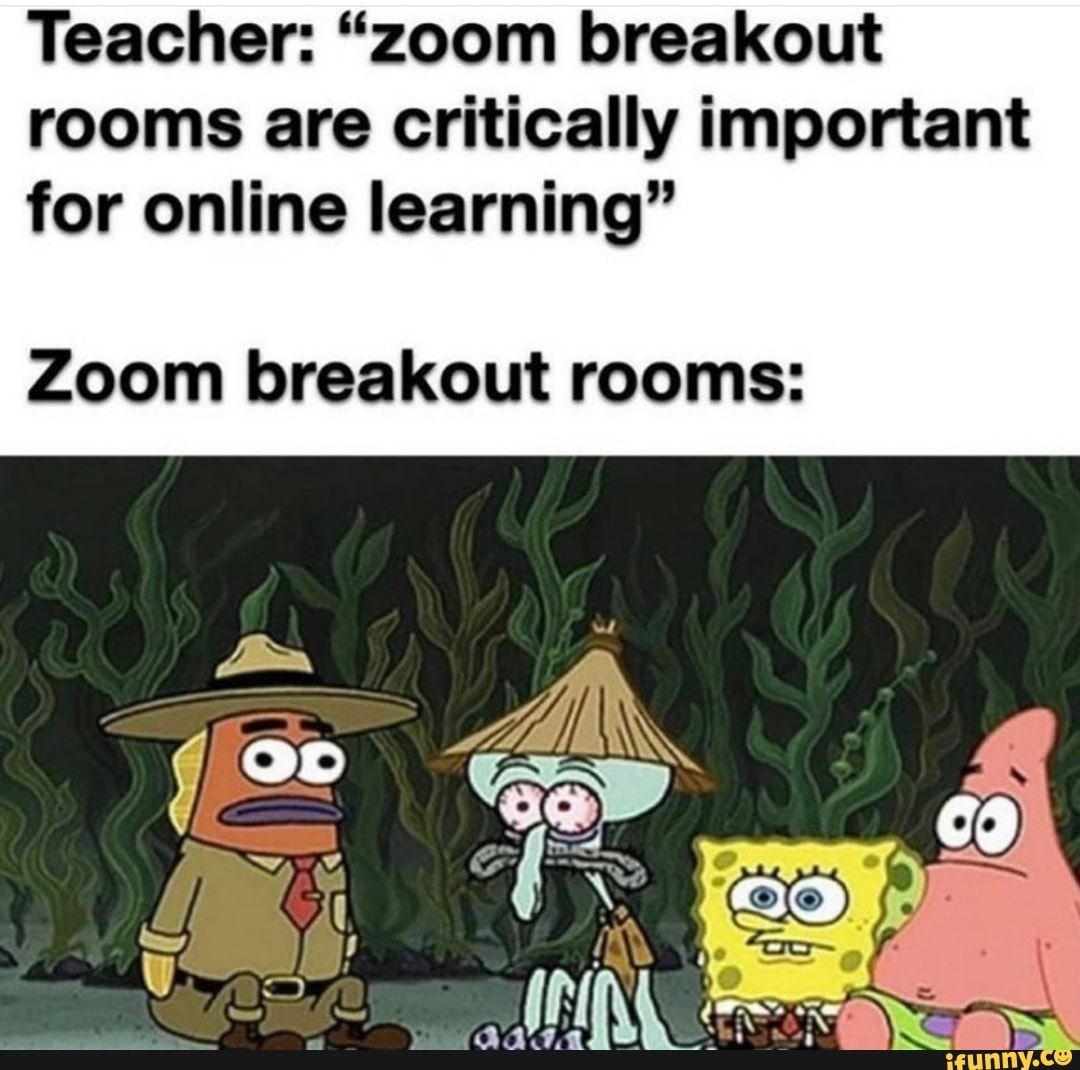 Teacher: “zoom breakout
rooms are critically important
for online learning”
Zoom breakout rooms:
ifunny.co